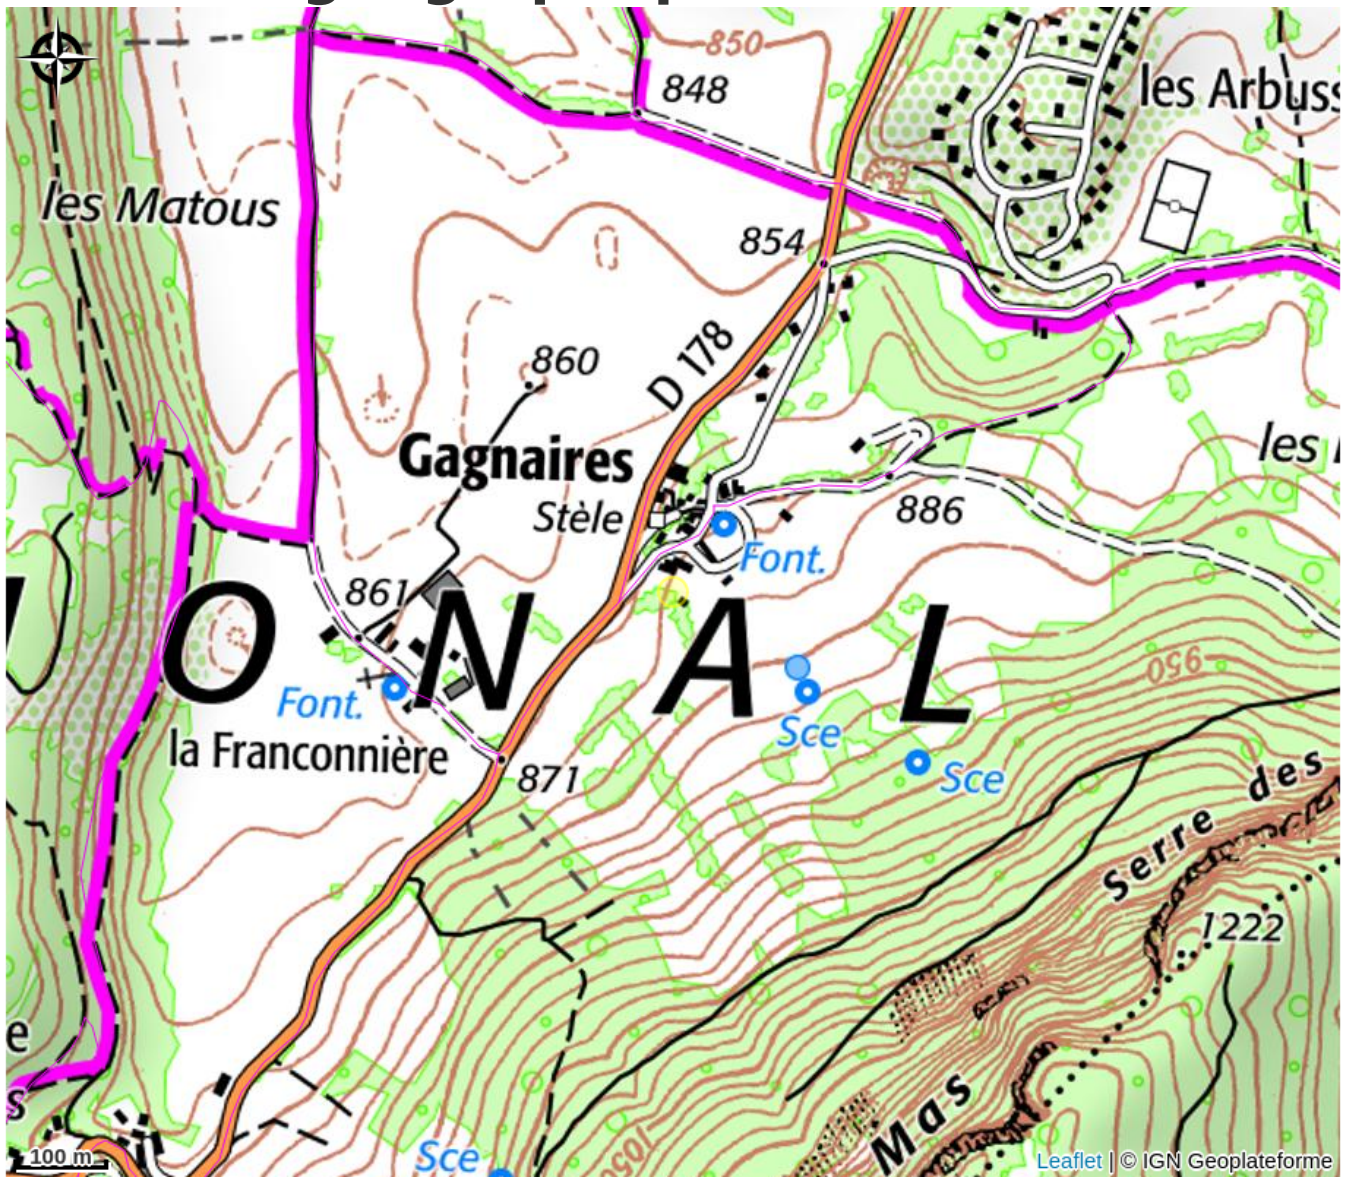 850
848
les Arbuss
les Matous
854
D 178
860
Gagnaires
Stèle
les
886
Font.
861
O N A L
950
Font.
la Franconnière
Sce
871
Sce
Serre des
1222
Mas
e
s
1050
100 m
Sce
Leaflet | © IGN Geoplateforme